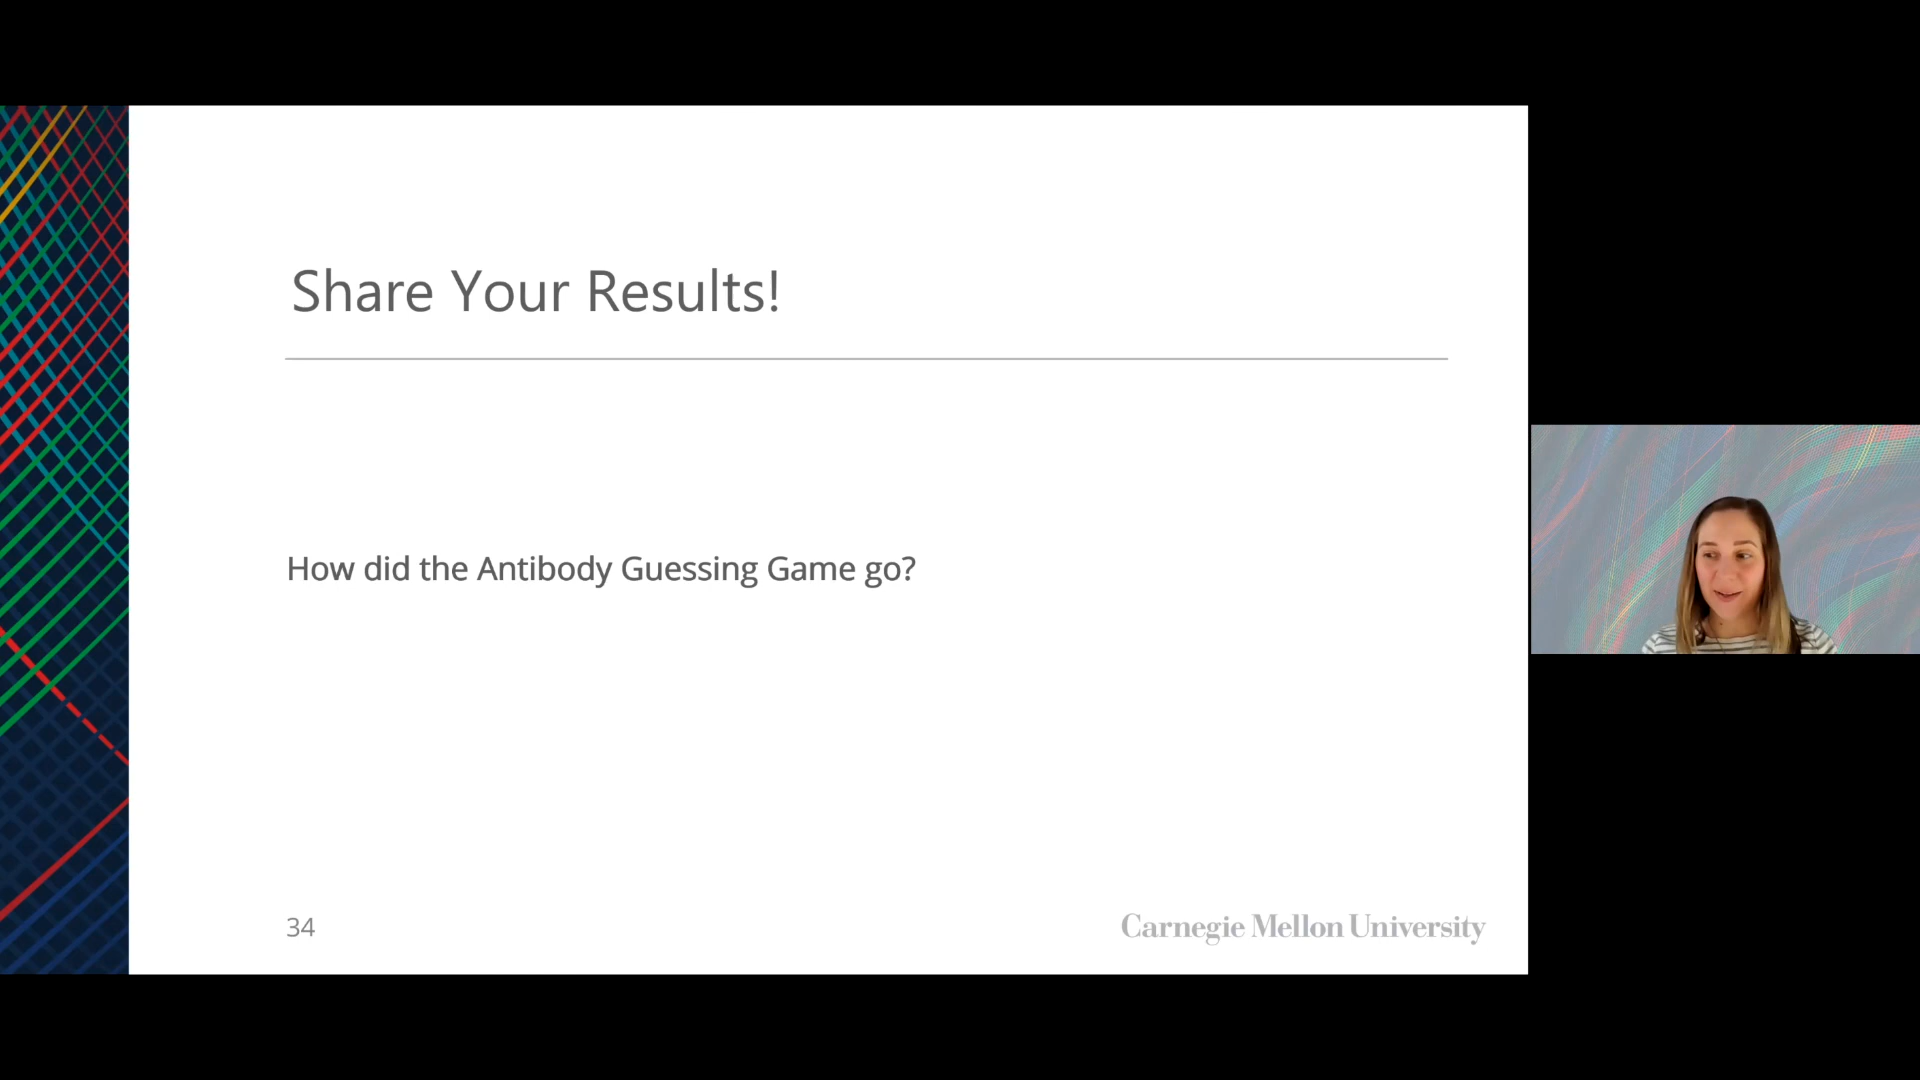 Share Your Results!
How did the Antibody Guessing Game go?
34
Carnegie Mellon University